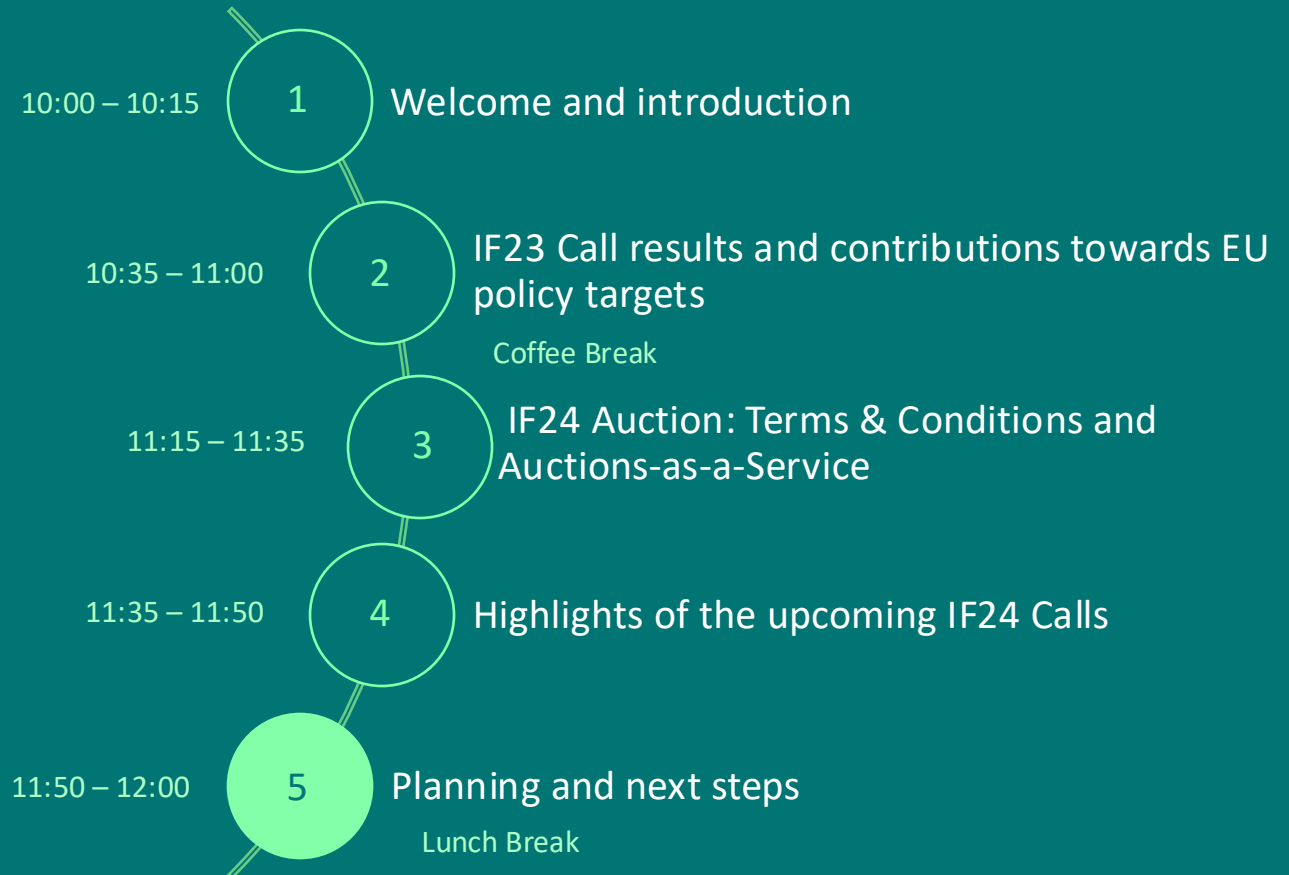 10:00 – 10:15
1
Welcome and introduction
10:35 – 11:00
2
IF23 Call results and contributions towards EU
policy targets
Coffee Break
11:15 – 11:35
3
IF24 Auction: Terms & Conditions and
Auctions-as-a-Service
11:35 – 11:50
4
Highlights of the upcoming IF24 Calls
11:50 – 12:00
5
Planning and next steps
Lunch Break